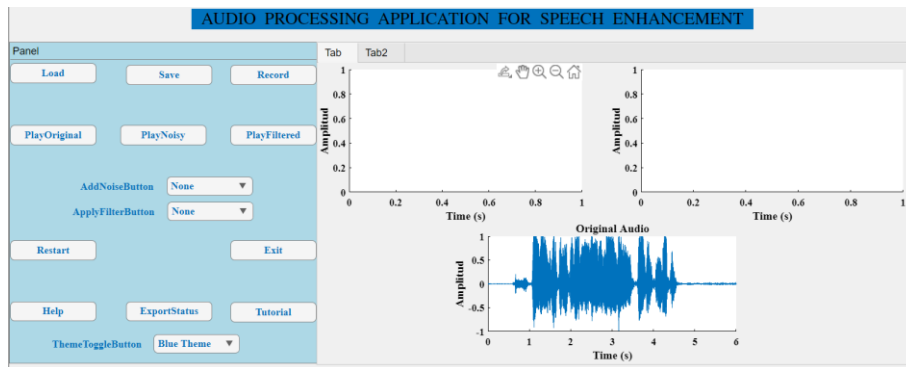 AUDIO PROCESSING APPLICATION FOR SPEECH ENHANCEMENT
Panel
Load Save Record
PlayOriginal PlayNoisy PlayFiltered
AddNoiseButton None
ApplyFilterButton None
Restart Exit
Help ExportStatus Tutorial
ThemeToggleButton Blue Theme
Tab Tab2
1
0.8
0.6
0.4
0.2
0
Amplitud
0 0.2 0.4 0.6 0.8 1
Time (s)
1
0.8
0.6
0.4
0.2
0
Amplitud
0 0.2 0.4 0.6 0.8 1
Time (s)
Original Audio
1
0.5
0
-0.5
-1
Amplitud
0 1 2 3 4 5 6
Time (s)